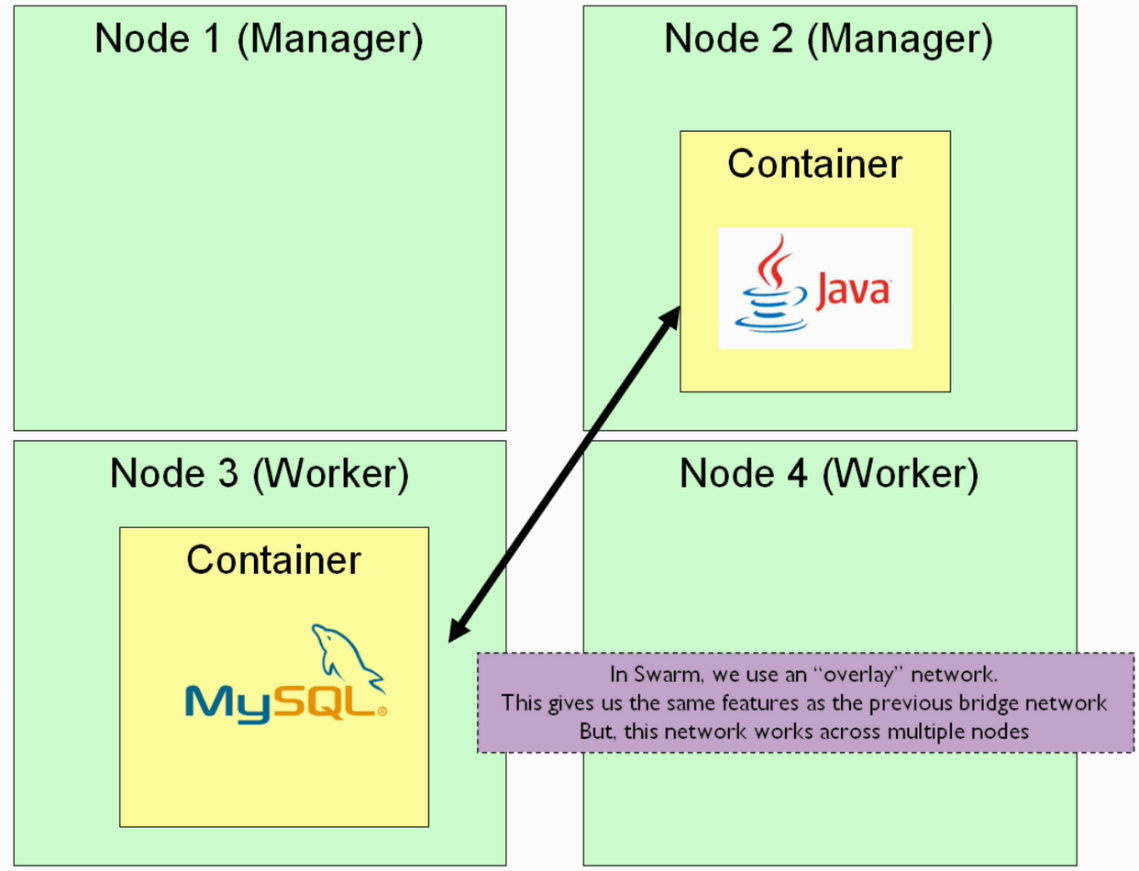 Node 1 (Manager)
Node 2 (Manager)
Container
Java
Node 3 (Worker)
Node 4 (Worker)
Container
MySQL®
In Swarm, we use an “overlay” network.
This gives us the same features as the previous bridge network
But, this network works across multiple nodes